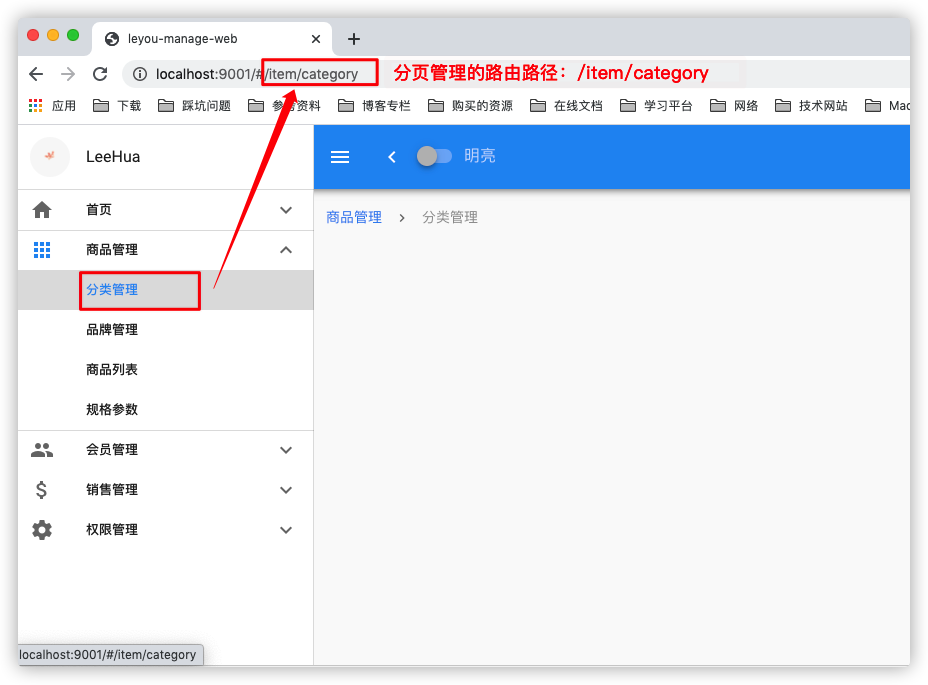 leyou-manage-web
localhost:9001/#/item/category
分页管理的路由路径：/item/category
应用 下载 踩坑问题 参考资料 博客专栏 购买的资源 在线文档 学习平台 网络 技术网站 Mac
LeeHua
明亮
首页
商品管理 > 分类管理
商品管理
分类管理
品牌管理
商品列表
规格参数
会员管理
销售管理
权限管理
localhost:9001/#/item/category